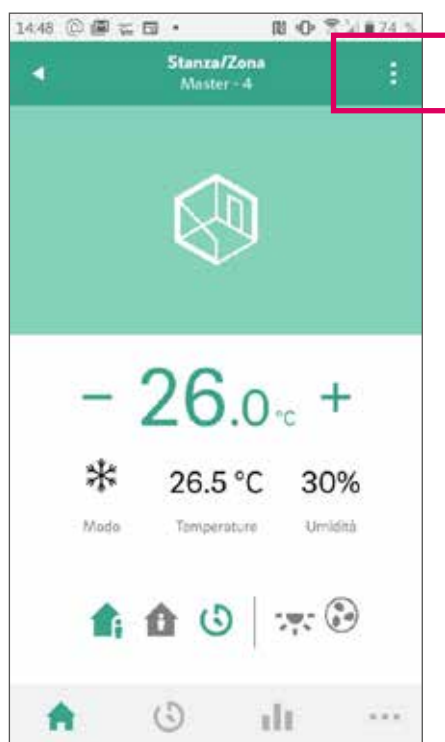 14:48 74 %
Stanza/Zona
Master - 4
− 26.0 °C +
26.5 °C 30%
Modo Temperature Umidità